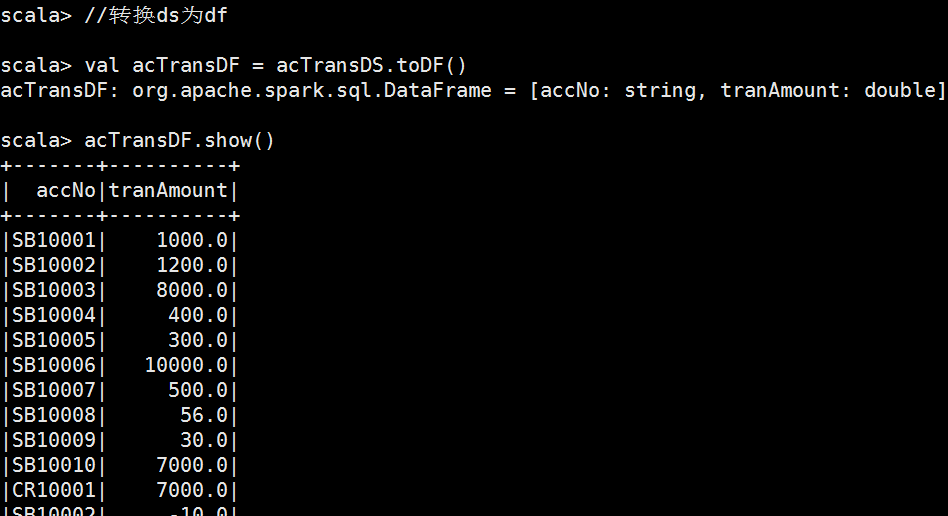 scala> //转换ds为df
scala> val acTransDF = acTransDS.toDF()
acTransDF: org.apache.spark.sql.DataFrame = [accNo: string, tranAmount: double]
scala> acTransDF.show()
+-------+----------+
|  accNo|tranAmount|
+-------+----------+
|SB10001|    1000.0|
|SB10002|    1200.0|
|SB10003|    8000.0|
|SB10004|     400.0|
|SB10005|     300.0|
|SB10006|   10000.0|
|SB10007|     500.0|
|SB10008|      56.0|
|SB10009|      30.0|
|SB10010|    7000.0|
|CR10001|    7000.0|
|SB10002|     -10.0|